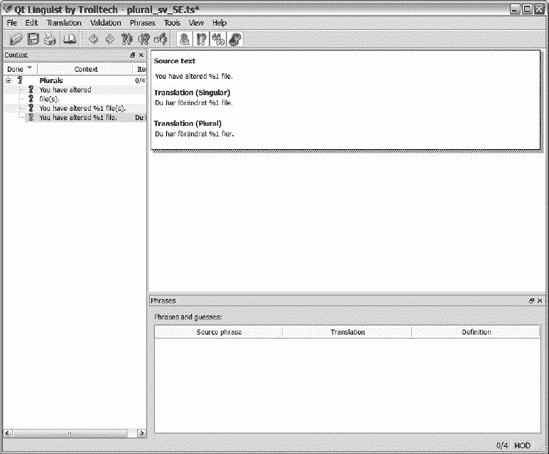 Qt Linguist by Trolltech - plural_sv_SE.ts*
File Edit Translation Validation Phrases Tools View Help
Context
Done Context Ite
Plurals 0/4
You have altered
file(s).
You have altered %1 file(s).
You have altered %1 file. Du h
Source text
You have altered %1 file.
Translation (Singular)
Du har förändrat %1 file.
Translation (Plural)
Du har förändrat %1 fier.
Phrases
Phrases and guesses:
Source phrase Translation Definition
0/4 MOD